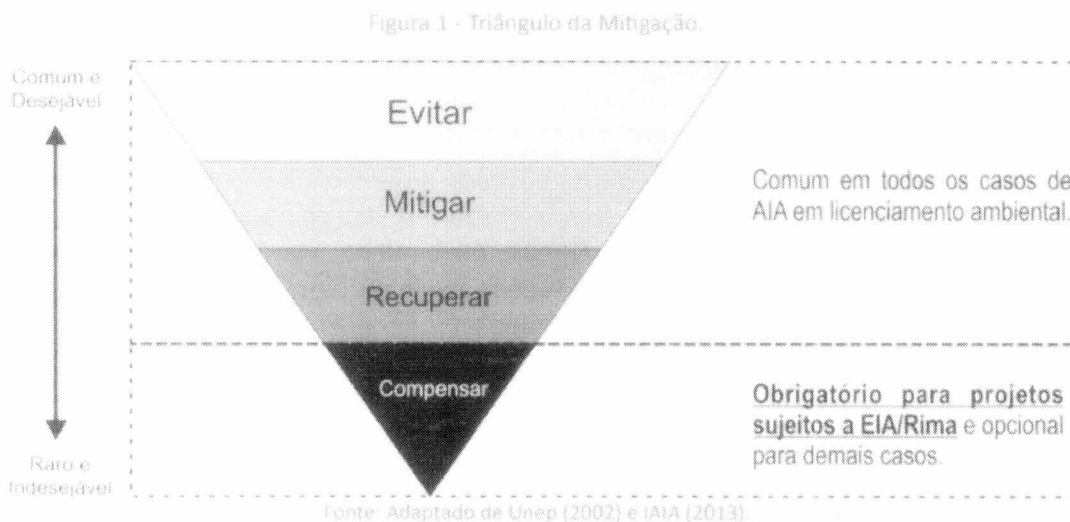 Figura 1 - Triângulo da Mitigação.
Comum e
Desejável
Evitar
Mitigar
Recuperar
Compensar
Comum em todos os casos de
AIA em licenciamento ambiental.
Obrigatório para projetos
sujeitos a EIA/Rima e opcional
para demais casos.
Raro e
Indesejável
Fonte: Adaptado de Unep (2002) e IAIA (2013).